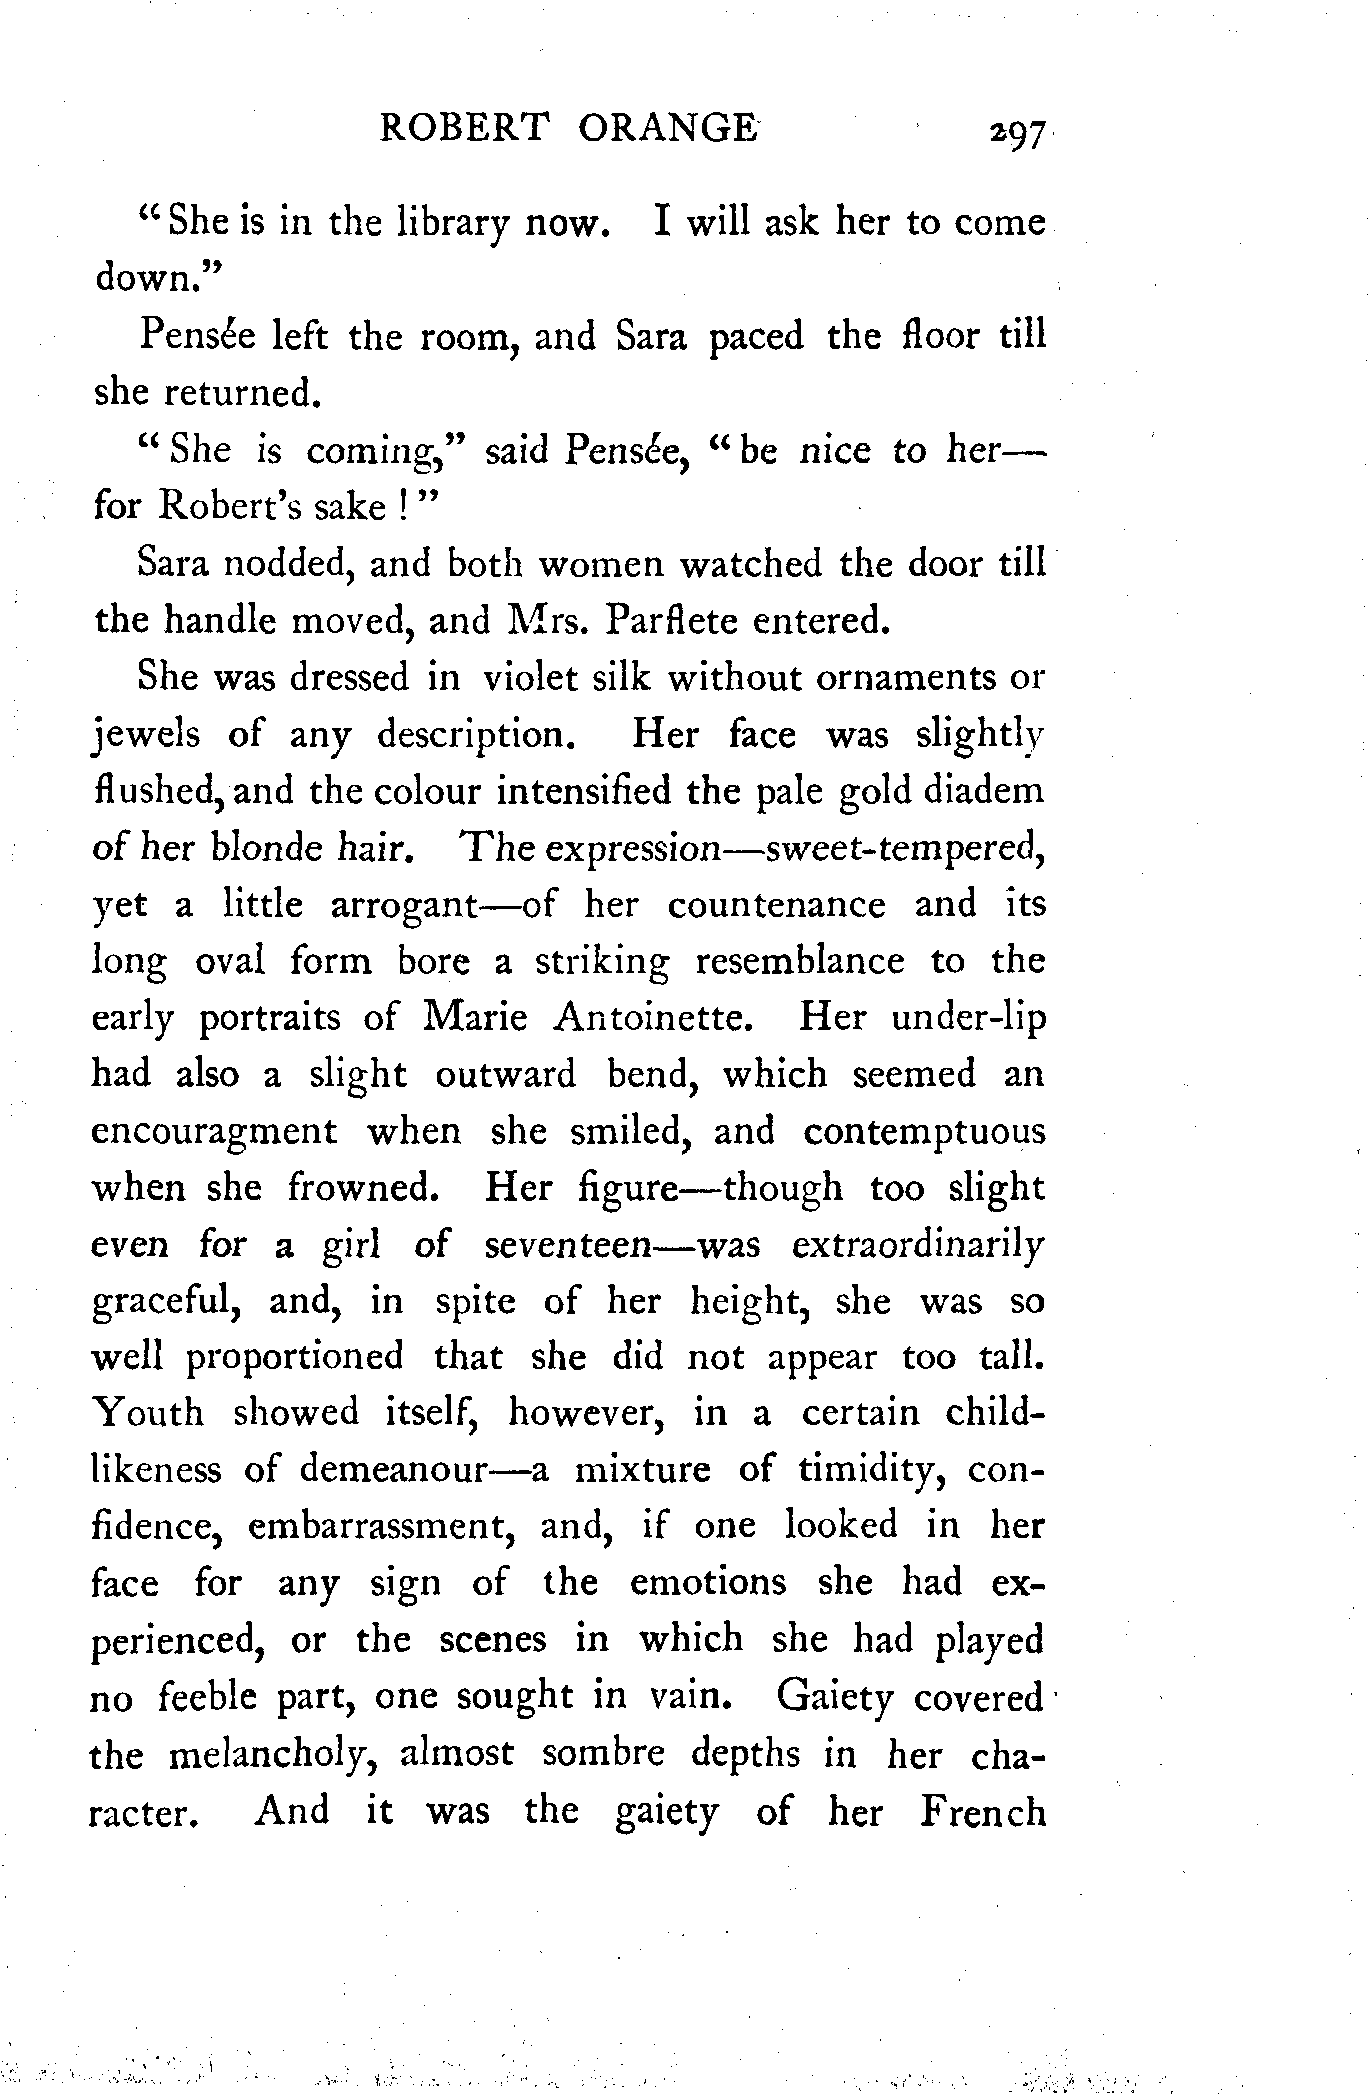 ROBERT ORANGE 297
“She is in the library now. I will ask her to come
down.”
Pensée left the room, and Sara paced the floor till
she returned.
“She is coming,” said Pensée, “be nice to her—
for Robert's sake!”
Sara nodded, and both women watched the door till
the handle moved, and Mrs. Parflete entered.
She was dressed in violet silk without ornaments or
jewels of any description. Her face was slightly
flushed, and the colour intensified the pale gold diadem
of her blonde hair. The expression—sweet-tempered,
yet a little arrogant—of her countenance and its
long oval form bore a striking resemblance to the
early portraits of Marie Antoinette. Her under-lip
had also a slight outward bend, which seemed an
encouragment when she smiled, and contemptuous
when she frowned. Her figure—though too slight
even for a girl of seventeen—was extraordinarily
graceful, and, in spite of her height, she was so
well proportioned that she did not appear too tall.
Youth showed itself, however, in a certain child-
likeness of demeanour—a mixture of timidity, con-
fidence, embarrassment, and, if one looked in her
face for any sign of the emotions she had ex-
perienced, or the scenes in which she had played
no feeble part, one sought in vain. Gaiety covered
the melancholy, almost sombre depths in her cha-
racter. And it was the gaiety of her French